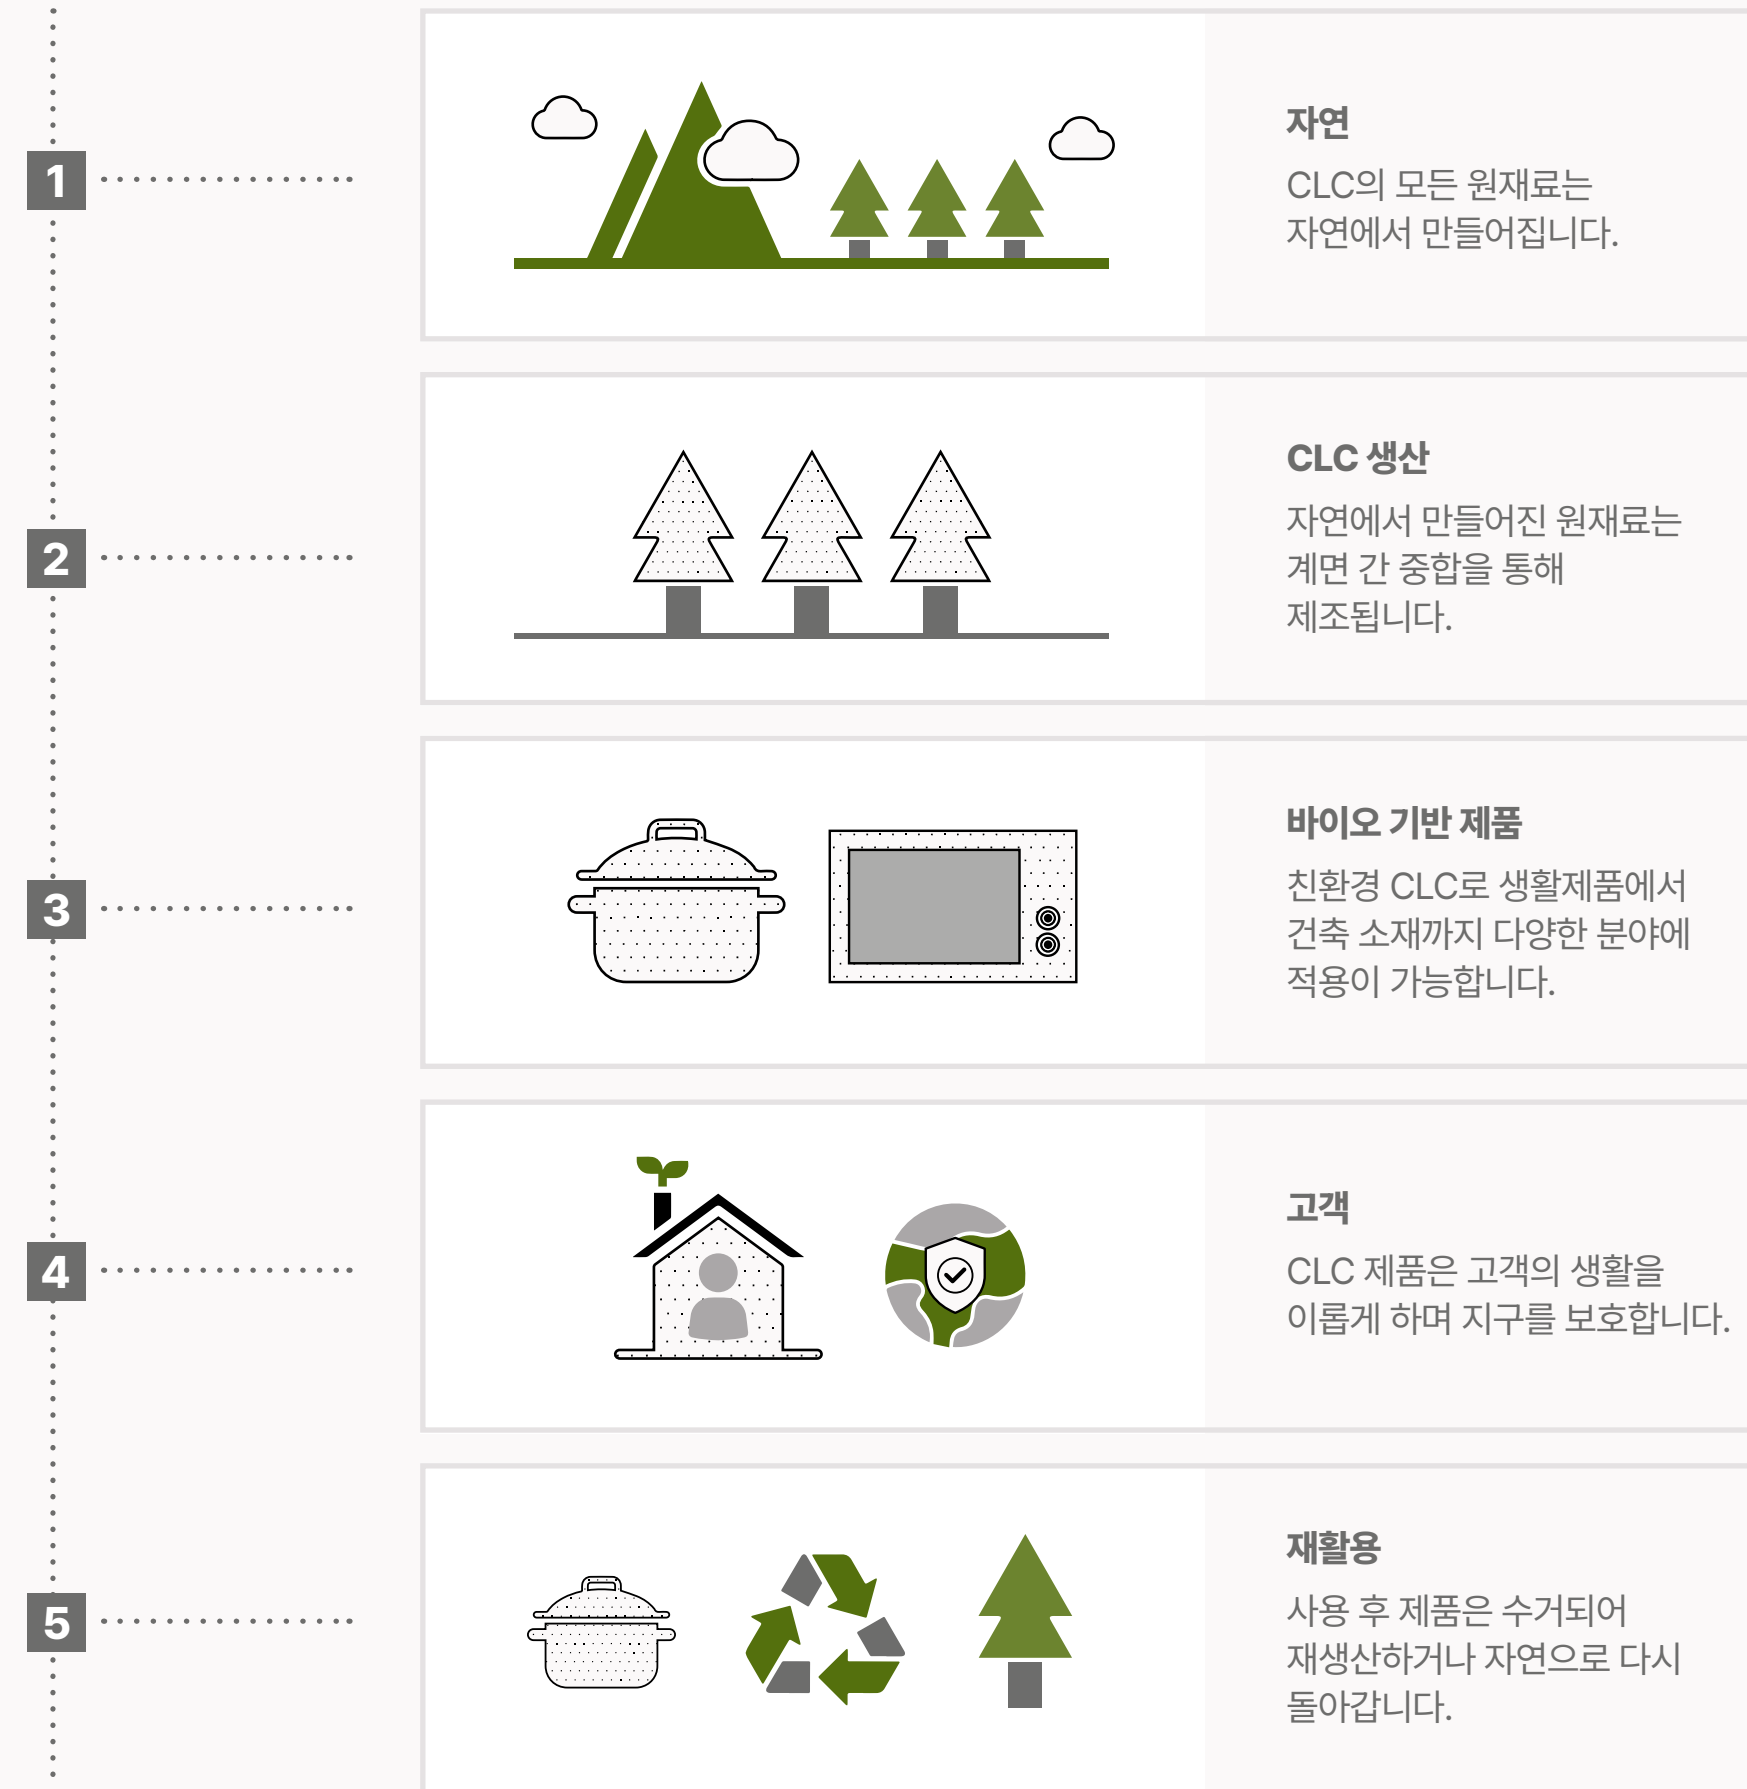 1
자연
CLC의 모든 원재료는
자연에서 만들어집니다.
2
CLC 생산
자연에서 만들어진 원재료는
계면 간 중합을 통해
제조됩니다.
3
바이오 기반 제품
친환경 CLC로 생활제품에서
건축 소재까지 다양한 분야에
적용이 가능합니다.
4
고객
CLC 제품은 고객의 생활을
이롭게 하며 지구를 보호합니다.
5
재활용
사용 후 제품은 수거되어
재생산하거나 자연으로 다시
돌아갑니다.